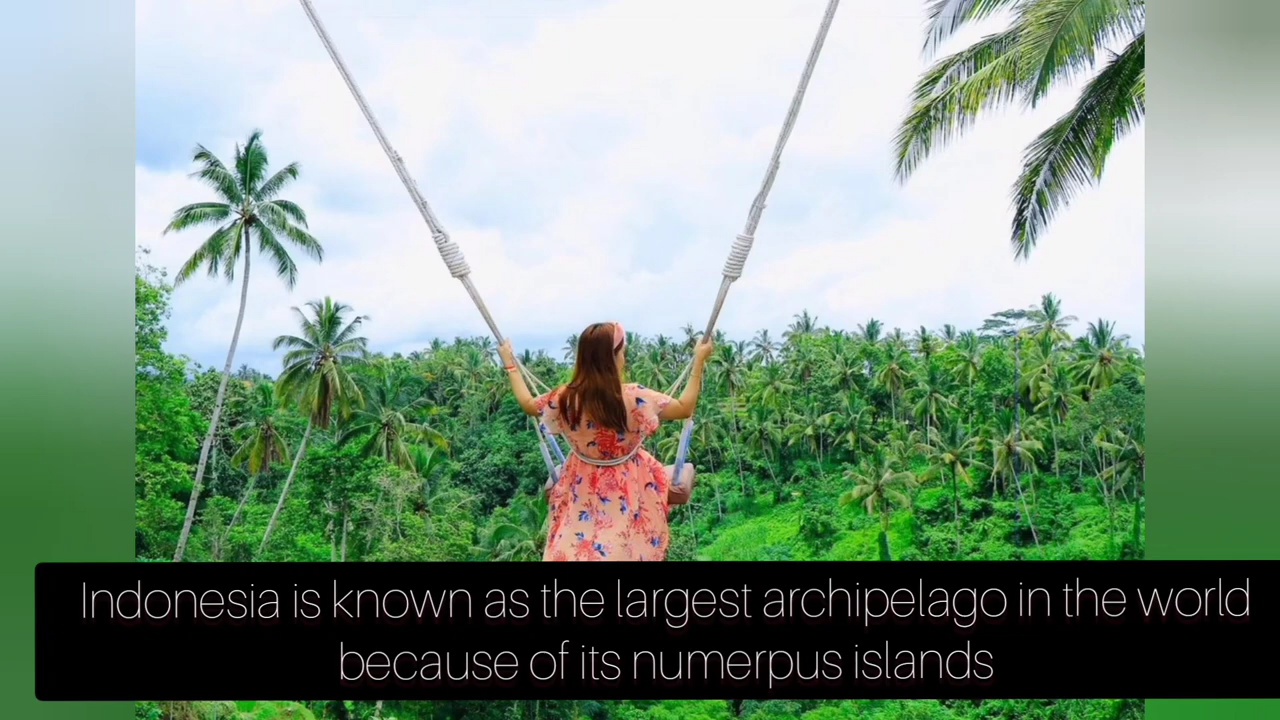 Indonesia is known as the largest archipelago in the world
because of its numerpus islands